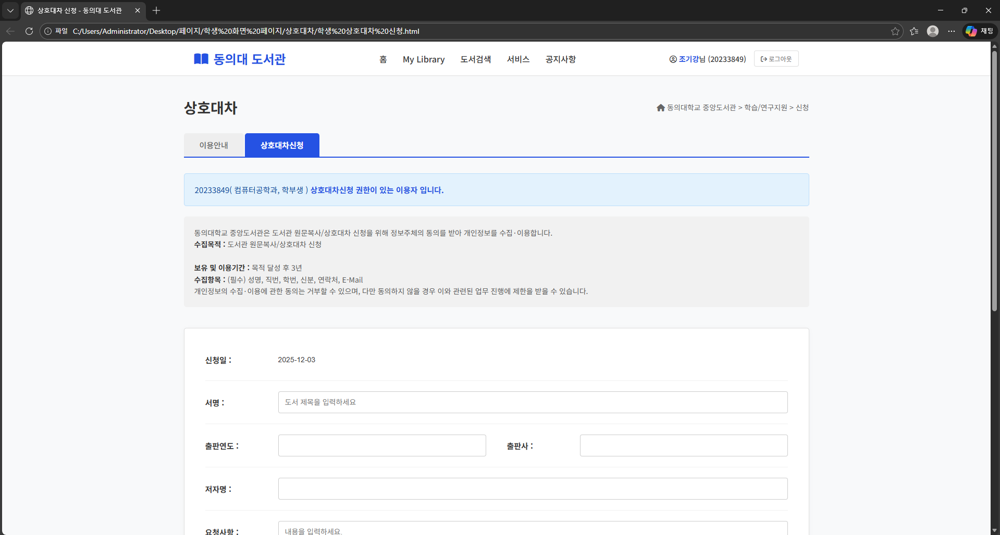 상호대차 신청 - 동의대 도서관
파일 C:/Users/Administrator/Desktop/페이지/학생%20화면%20페이지/상호대차/학생%20상호대차%20신청.html
채팅
동의대 도서관 홈 My Library 도서검색 서비스 공지사항 조기강님 (20233849) 로그아웃
상호대차
동의대학교 중앙도서관 > 학습/연구지원 > 신청
이용안내 상호대차신청
20233849( 컴퓨터공학과, 학부생 ) 상호대차신청 권한이 있는 이용자 입니다.
동의대학교 중앙도서관은 도서관 원문복사/상호대차 신청을 위해 정보주체의 동의를 받아 개인정보를 수집·이용합니다.
수집목적 : 도서관 원문복사/상호대차 신청
보유 및 이용기간 : 목적 달성 후 3년
수집항목 : (필수) 성명, 직번, 학번, 신분, 연락처, E-Mail
개인정보의 수집·이용에 관한 동의는 거부할 수 있으며, 다만 동의하지 않을 경우 이와 관련된 업무 진행에 제한을 받을 수 있습니다.
신청일 : 2025-12-03
서명 : 도서 제목을 입력하세요
출판연도 : 출판사 :
저자명 :
요청사항 : 내용을 입력하세요.